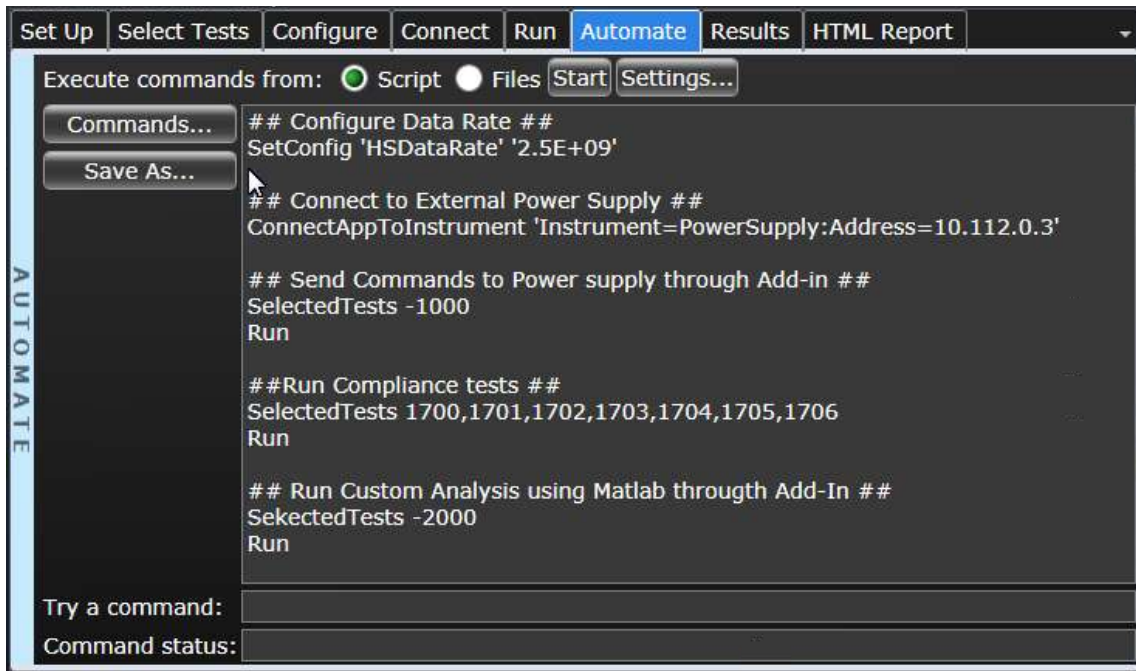 Set Up Select Tests Configure Connect Run Automate Results HTML Report
Execute commands from: Script Files Start Settings...
Commands...
Save As...
## Configure Data Rate ##
SetConfig 'HSDataRate' '2.5E+09'
## Connect to External Power Supply ##
ConnectAppToInstrument 'Instrument=PowerSupply:Address=10.112.0.3'
## Send Commands to Power supply through Add-in ##
SelectedTests -1000
Run
##Run Compliance tests ##
SelectedTests 1700,1701,1702,1703,1704,1705,1706
Run
## Run Custom Analysis using Matlab througth Add-In ##
SekectedTests -2000
Run
AUTOMATE
Try a command:
Command status: